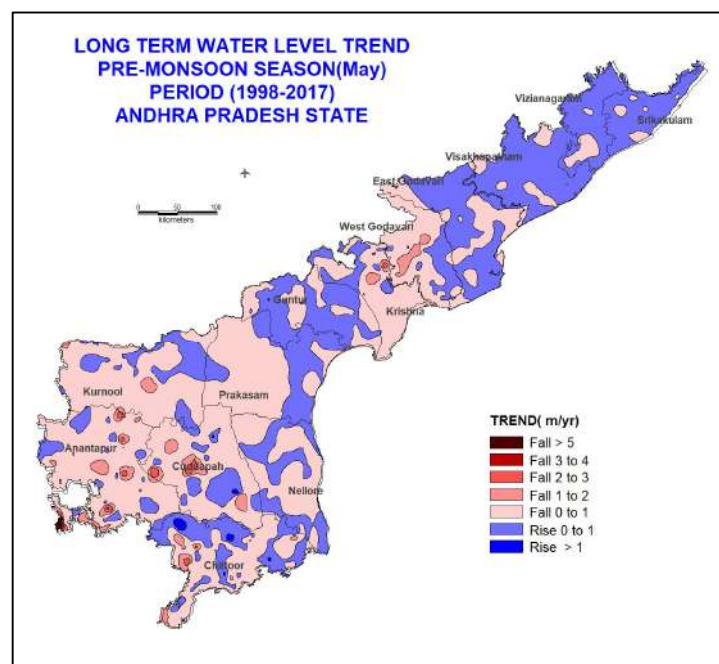 LONG TERM WATER LEVEL TREND
PRE-MONSOON SEASON(May)
PERIOD (1998-2017)
ANDHRA PRADESH STATE
Vizianagaram
Srikakulam
Visakhapatnam
East Godavari
0 50 100
kilometers
West Godavari
Guntur
Krishna
Kurnool
Prakasam
Anantapur
Cuddapah
Nellore
Chittoor
TREND( m/yr)
Fall > 5
Fall 3 to 4
Fall 2 to 3
Fall 1 to 2
Fall 0 to 1
Rise 0 to 1
Rise > 1